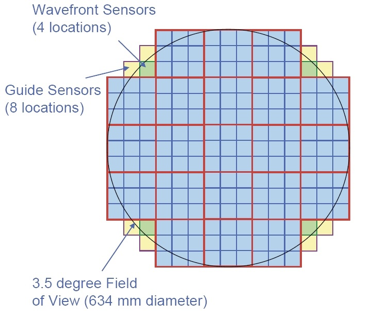 Wavefront Sensors
(4 locations)
Guide Sensors
(8 locations)
3.5 degree Field
of View (634 mm diameter)